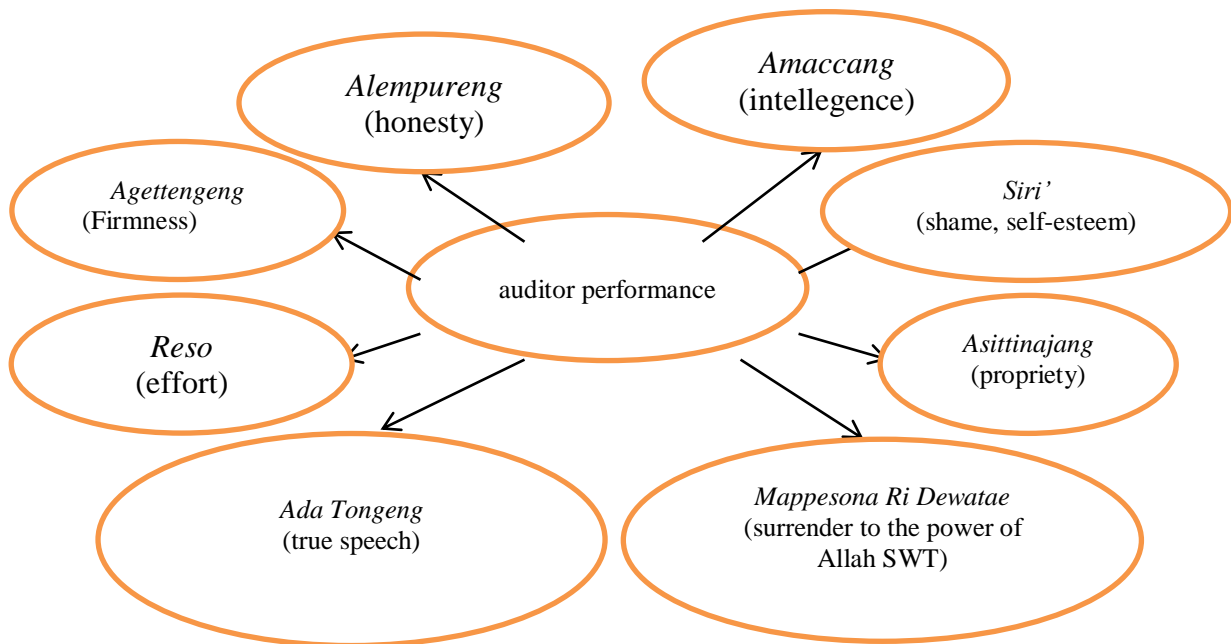 Alempureng
(honesty)
Amaccang
(intellegence)
Agettengeng
(Firmness)
Siri’
(shame, self-esteem)
auditor performance
Reso
(effort)
Asittinajang
(propriety)
Ada Tongeng
(true speech)
Mappesona Ri Dewatae
(surrender to the power of
Allah SWT)